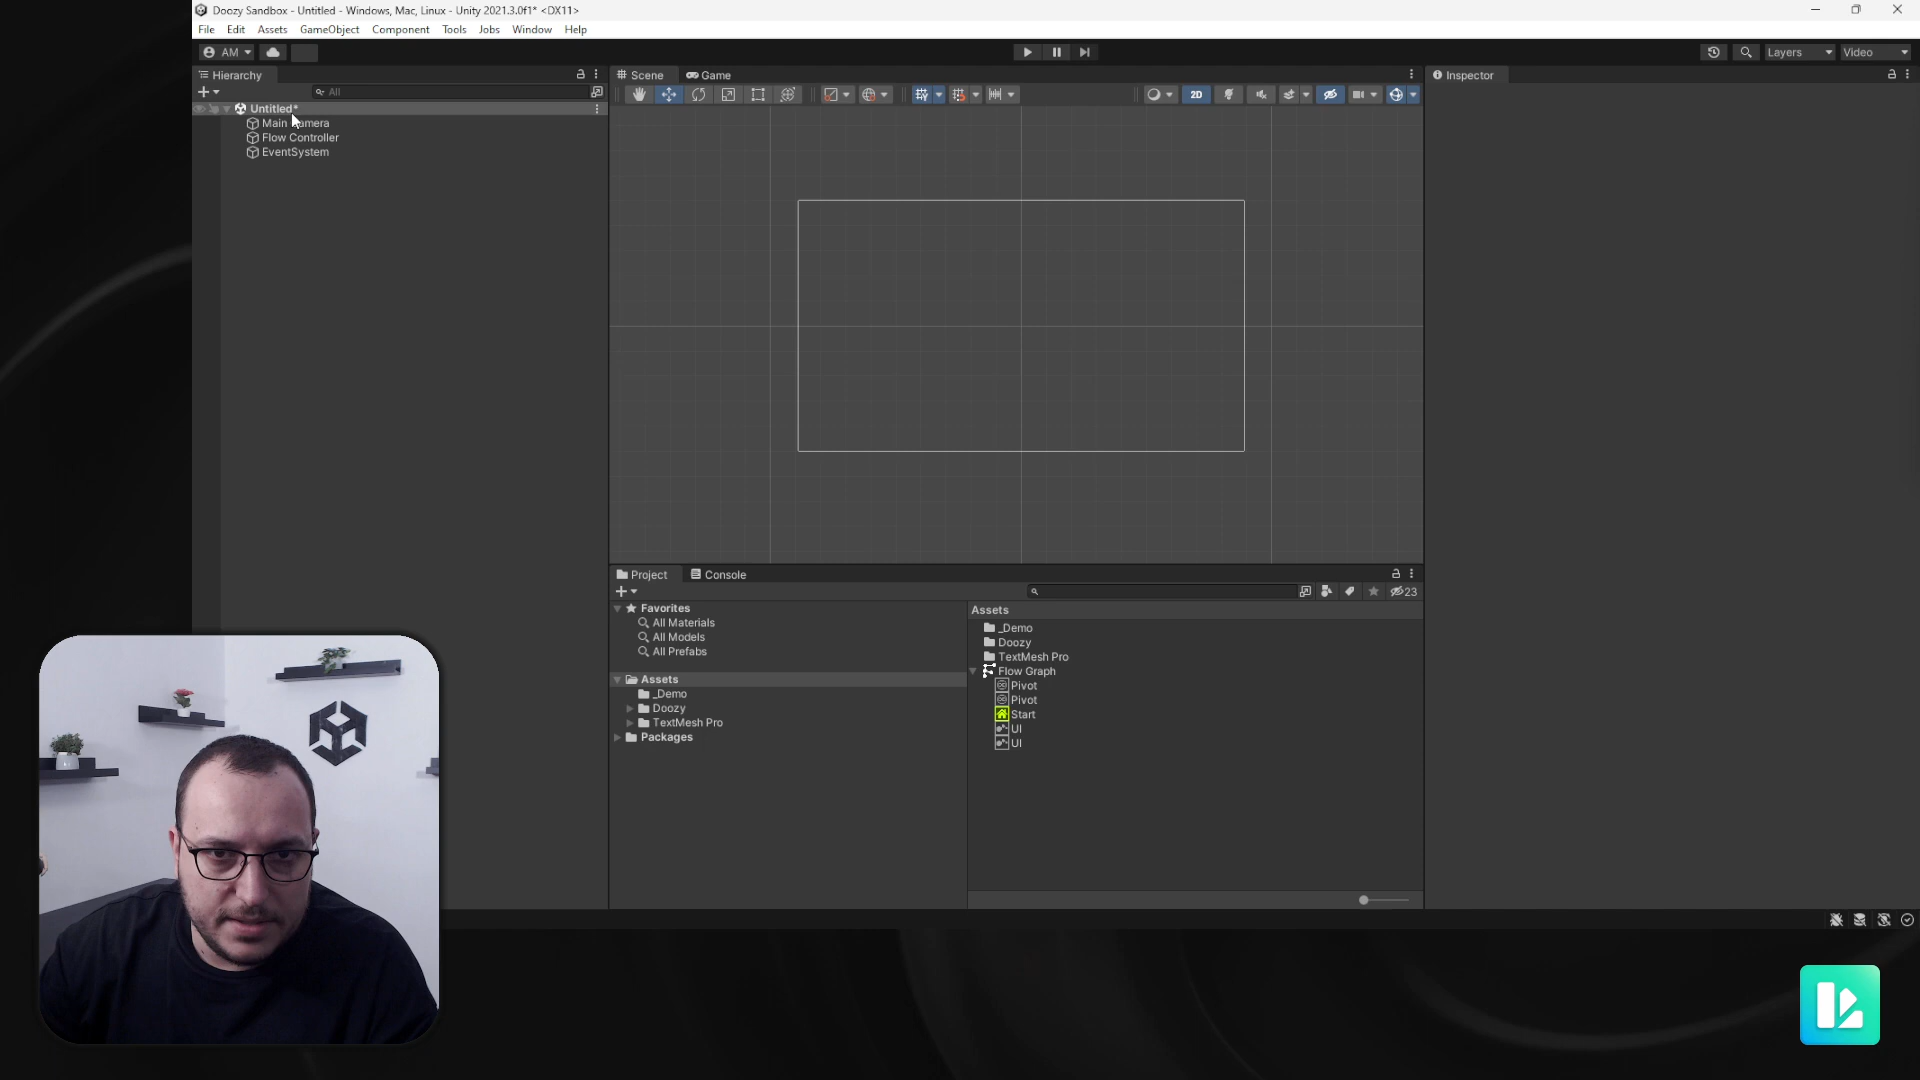 Doozy Sandbox - Untitled - Windows, Mac, Linux - Unity 2021.3.0f1* <DX11>
File Edit Assets GameObject Component Tools Jobs Window Help
AM
Layers
Video
Hierarchy
Scene
Game
Inspector
All
2D
Untitled*
Main Camera
Flow Controller
EventSystem
Project
Console
23
Favorites
All Materials
All Models
All Prefabs
Assets
_Demo
Doozy
TextMesh Pro
Packages
Assets
_Demo
Doozy
TextMesh Pro
Flow Graph
Pivot
Pivot
Start
UI
UI